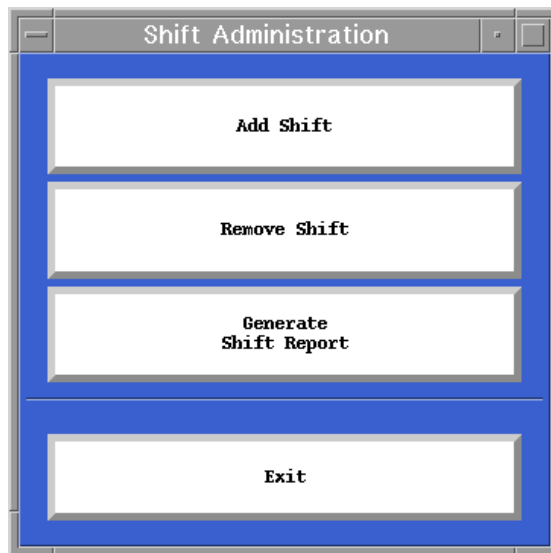 Shift Administration
Add Shift
Remove Shift
Generate
Shift Report
Exit